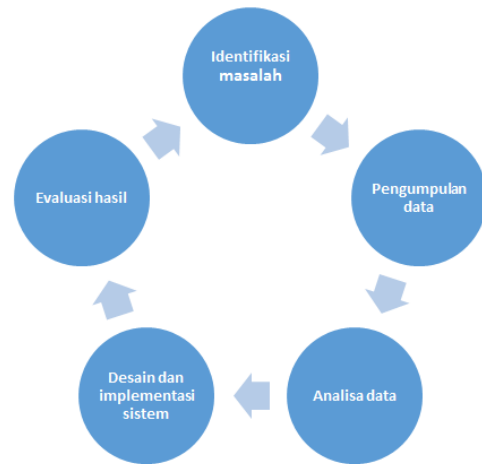 Identifikasi
masalah
Pengumpulan
data
Analisa data
Desain dan
implementasi
sistem
Evaluasi hasil